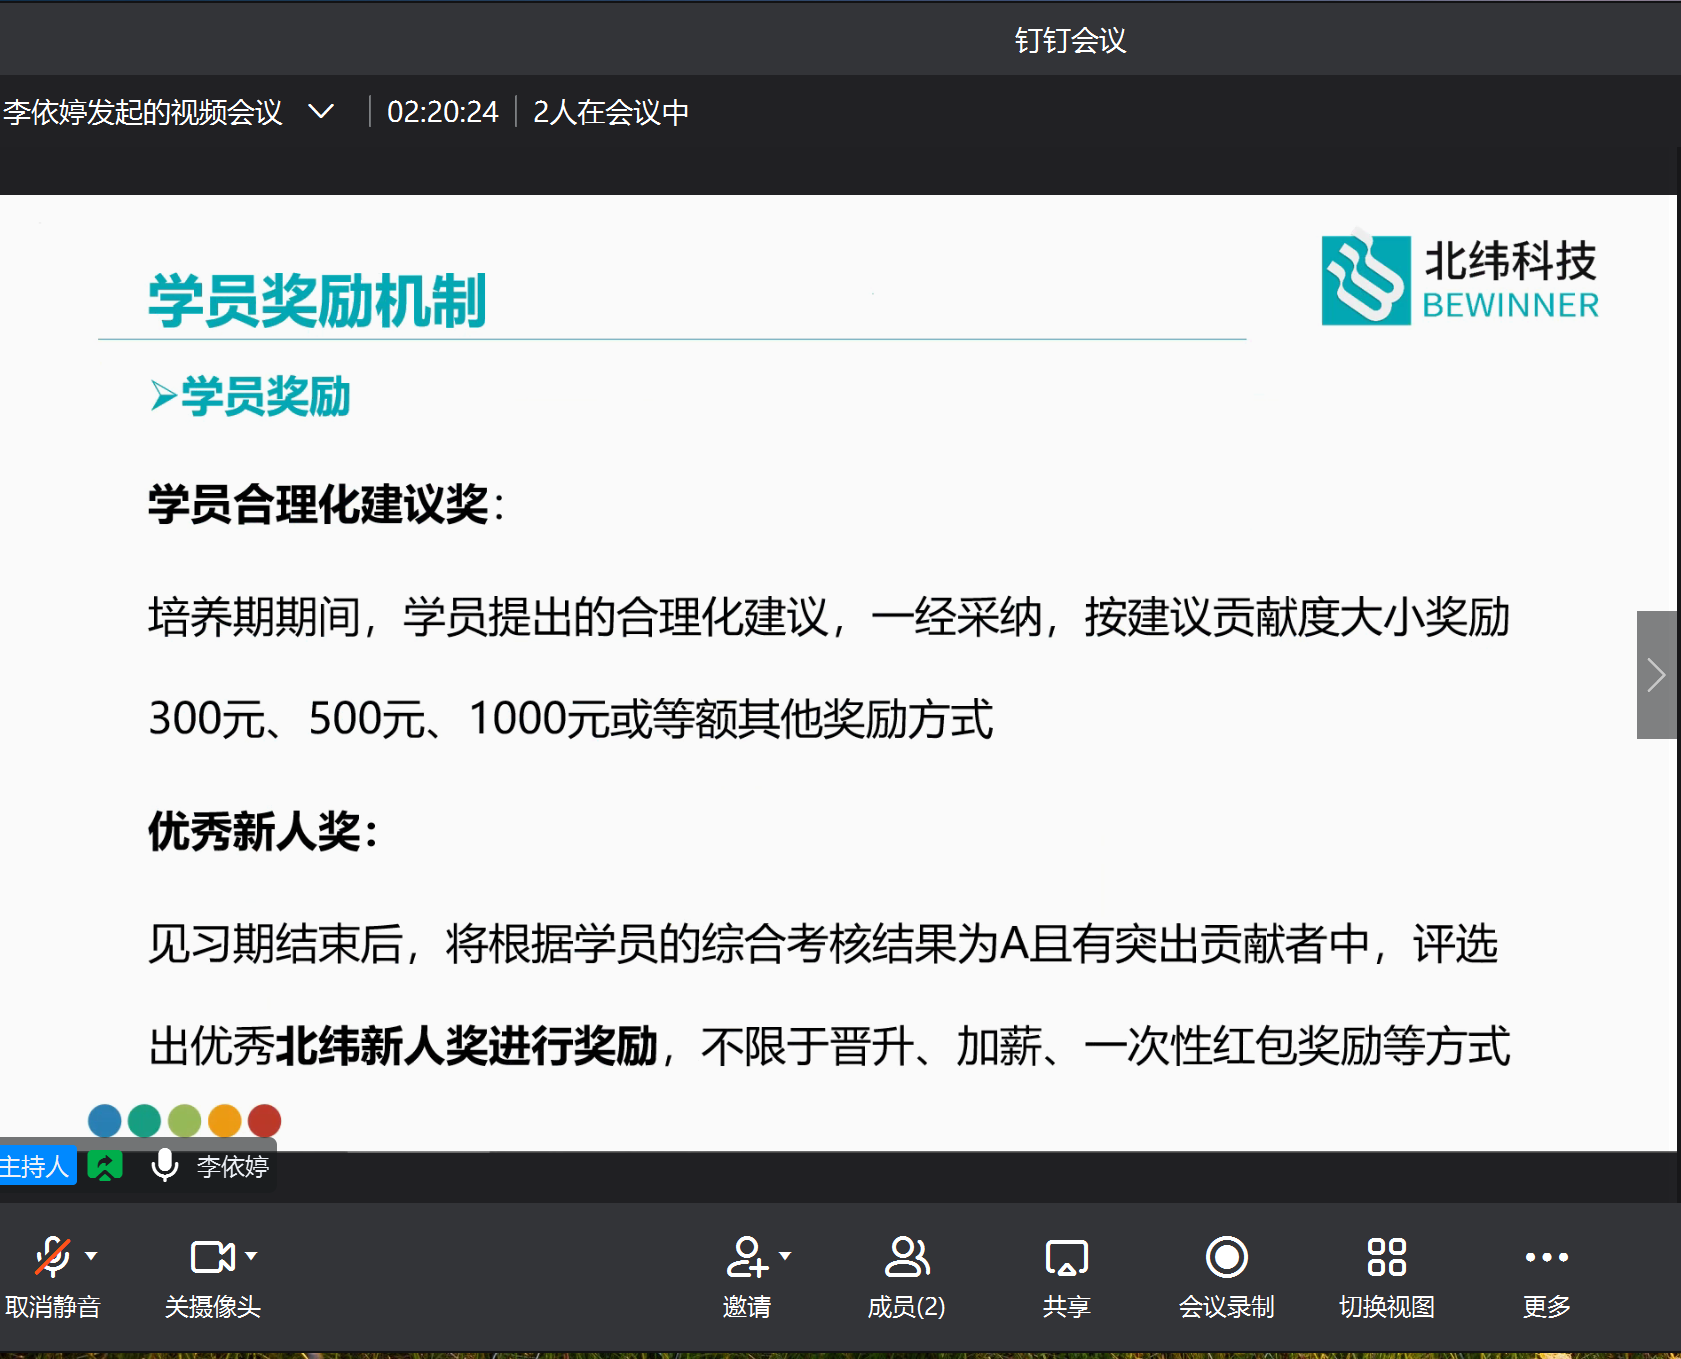 钉钉会议
李依婷发起的视频会议 02:20:24 2人在会议中
北纬科技
BEWINNER
学员奖励机制
➢学员奖励
学员合理化建议奖：
培养期期间，学员提出的合理化建议，一经采纳，按建议贡献度大小奖励
300元、500元、1000元或等额其他奖励方式
优秀新人奖：
见习期结束后，将根据学员的综合考核结果为A且有突出贡献者中，评选
出优秀北纬新人奖进行奖励，不限于晋升、加薪、一次性红包奖励等方式
主持人 李依婷
取消静音 关摄像头 邀请 成员(2) 共享 会议录制 切换视图 更多